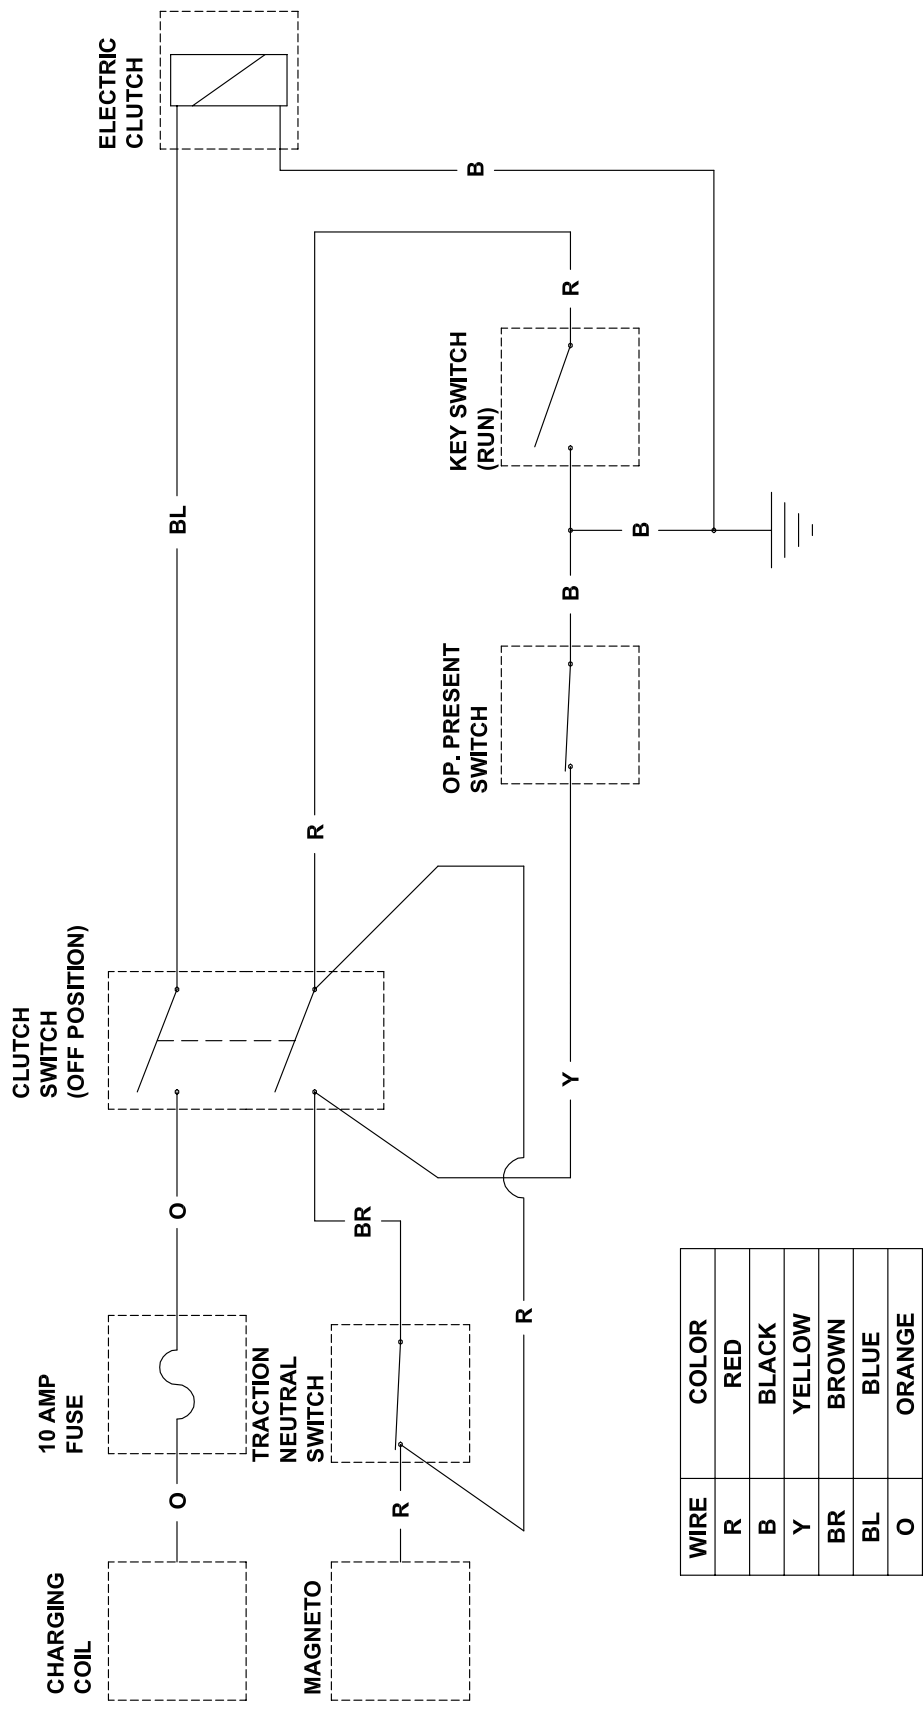 CHARGING
COIL
O
10 AMP
FUSE
O
CLUTCH
SWITCH
(OFF POSITION)
BL
ELECTRIC
CLUTCH
MAGNETO
R
TRACTION
NEUTRAL
SWITCH
BR
R
R
Y
OP. PRESENT
SWITCH
B
B
KEY SWITCH
(RUN)
R
B
WIRE COLOR
R RED
B BLACK
Y YELLOW
BR BROWN
BL BLUE
O ORANGE